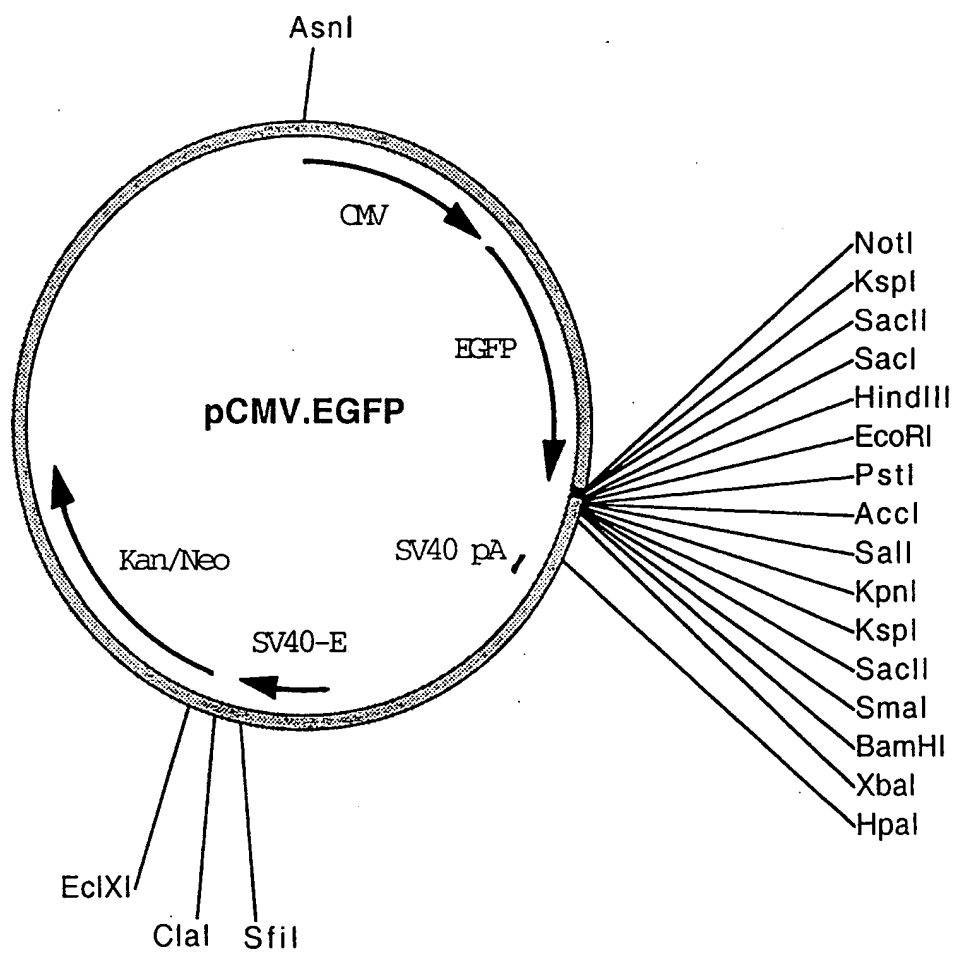 AsnI
CMV
NotI
KspI
SacII
EGFP
SacI
HindIII
pCMV.EGFP
EcoRI
PstI
AccI
SV40 pA
Kan/Neo
SalI
KpnI
KspI
SV40-E
SacII
SmaI
BamHI
XbaI
HpaI
EclXI
ClaI
SfiI